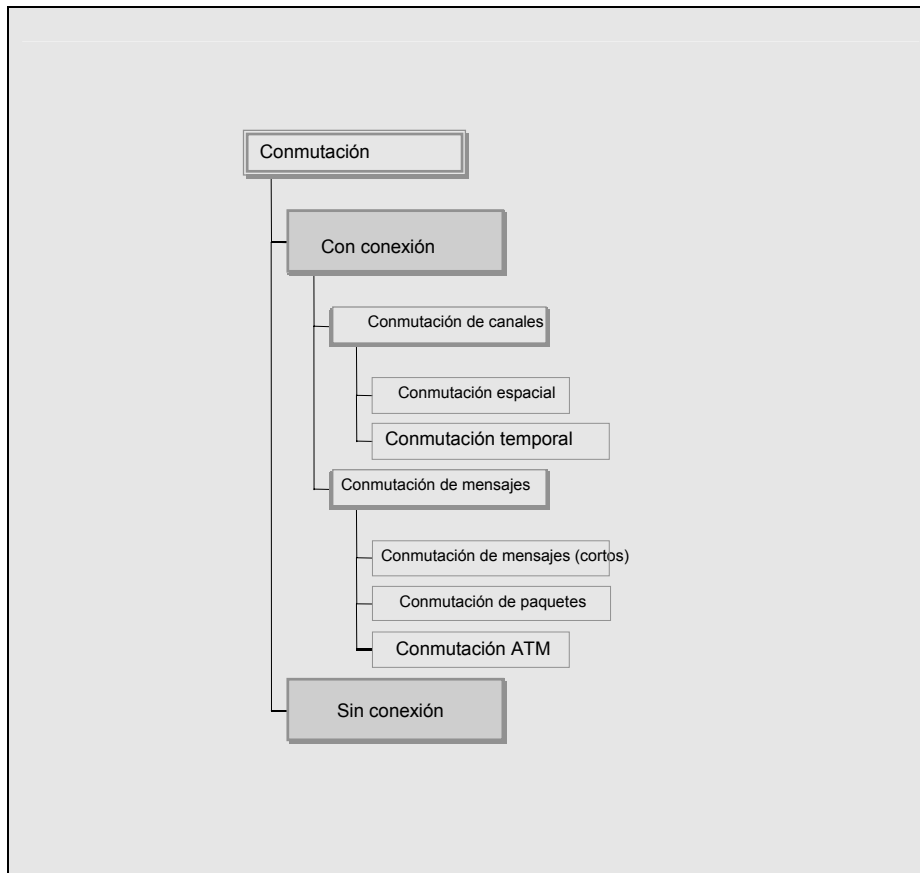 Conmutación
Con conexión
Conmutación de canales
Conmutación espacial
Conmutación temporal
Conmutación de mensajes
Conmutación de mensajes (cortos)
Conmutación de paquetes
Conmutación ATM
Sin conexión